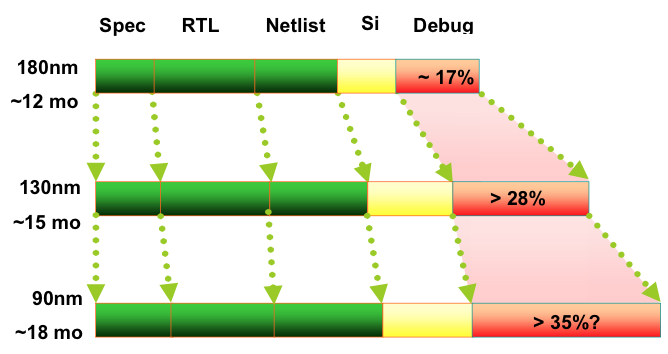 Spec RTL Netlist Si Debug
180nm
~ 17%
~12 mo
130nm
> 28%
~15 mo
90nm
> 35%?
~18 mo